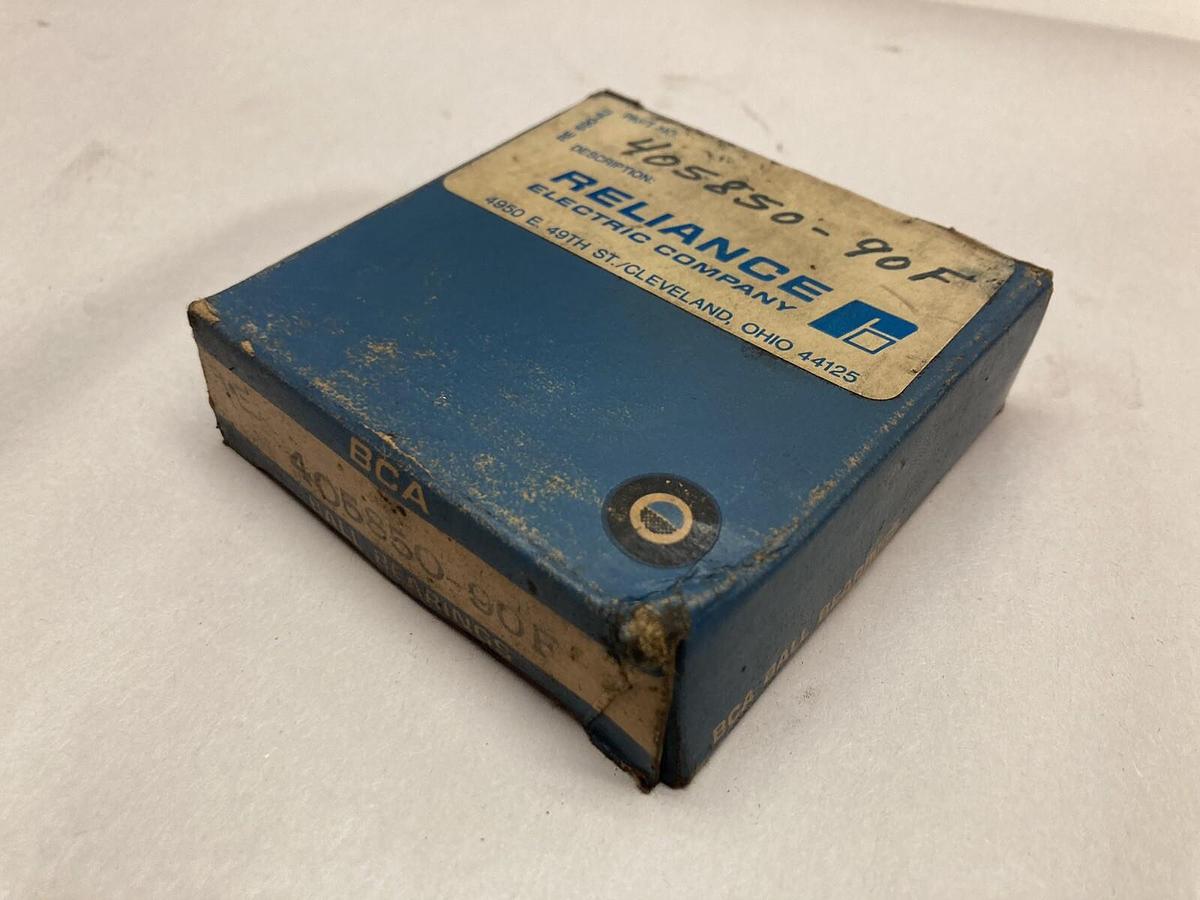 PART NO.
405850-90F
DESCRIPTION:
RELIANCE
ELECTRIC COMPANY
4950 E. 49TH ST./CLEVELAND, OHIO 44125
BCA
405850-90F
BALL BEARINGS
BCA BALL BEARINGS